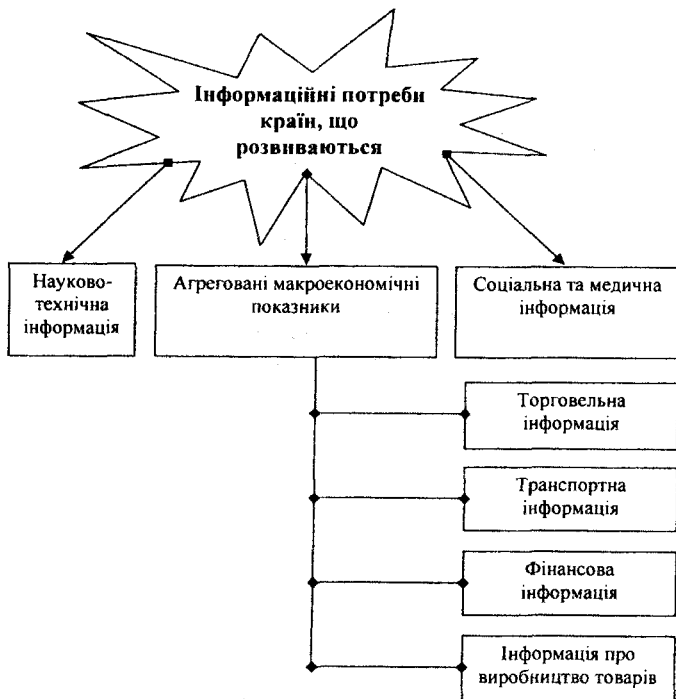 Інформаційні потреби
країн, що
розвиваються
Науково-
технічна
інформація
Агреговані макроекономічні
показники
Соціальна та медична
інформація
Торговельна
інформація
Транспортна
інформація
Фінансова
інформація
Інформація про
виробництво товарів